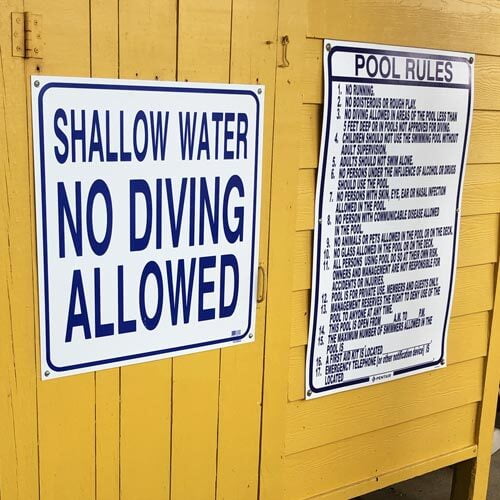 SHALLOW WATER
NO DIVING
ALLOWED
POOL RULES
1. NO RUNNING.
2. NO BOISTEROUS OR ROUGH PLAY.
3. NO DIVING ALLOWED IN AREAS OF THE POOL LESS THAN
5 FEET DEEP OR IN POOLS NOT APPROVED FOR DIVING.
4. CHILDREN SHOULD NOT USE THE SWIMMING POOL WITHOUT
ADULT SUPERVISION.
5. ADULTS SHOULD NOT SWIM ALONE.
6. NO PERSONS UNDER THE INFLUENCE OF ALCOHOL OR DRUGS
SHOULD USE THE POOL.
7. NO PERSONS WITH SKIN, EYE, EAR OR NASAL INFECTION
ALLOWED IN THE POOL.
8. NO PERSON WITH COMMUNICABLE DISEASE ALLOWED
IN THE POOL.
9. NO ANIMALS OR PETS ALLOWED IN THE POOL OR ON THE DECK.
10. NO GLASS ALLOWED IN THE POOL OR ON THE DECK.
11. ALL PERSONS USING POOL DO SO AT THEIR OWN RISK.
OWNERS AND MANAGEMENT ARE NOT RESPONSIBLE FOR
ACCIDENTS OR INJURIES.
12. POOL IS FOR PRIVATE USE. MEMBERS AND GUESTS ONLY.
13. MANAGEMENT RESERVES THE RIGHT TO DENY USE OF THE
POOL TO ANYONE AT ANY TIME.
14. THIS POOL IS OPEN FROM A.M. TO P.M.
15. THE MAXIMUM NUMBER OF SWIMMERS ALLOWED IN THE
POOL IS
16. A FIRST AID KIT IS LOCATED
17. EMERGENCY TELEPHONE (or other notification device) IS
LOCATED
PENTAIR